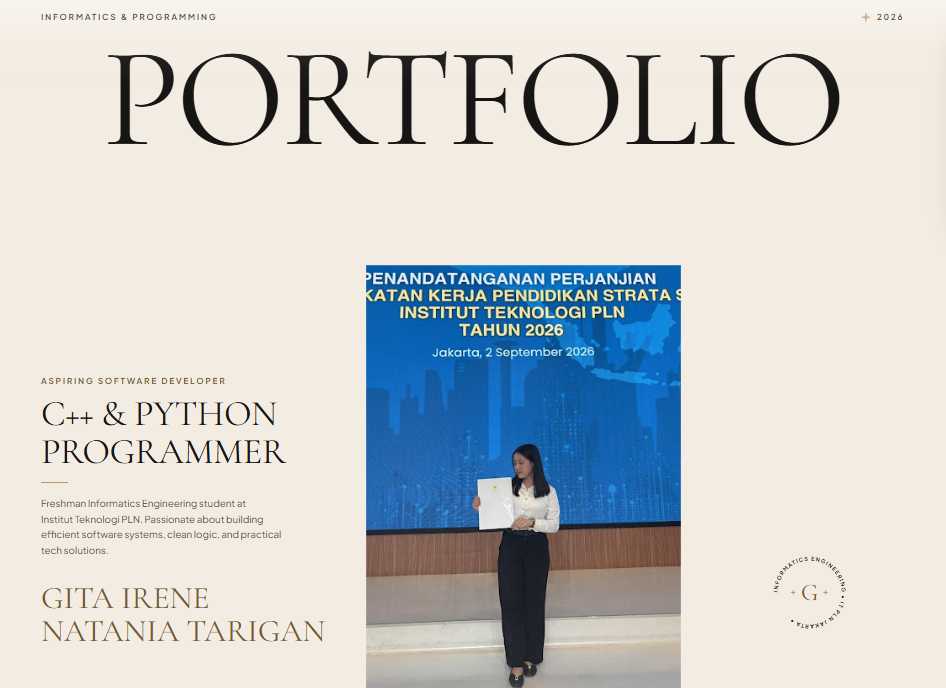 INFORMATICS & PROGRAMMING
2026
PORTFOLIO
PENANDATANGANAN PERJANJIAN
KATAN KERJA PENDIDIKAN STRATA S
INSTITUT TEKNOLOGI PLN
TAHUN 2026
Jakarta, 2 September 2026
ASPIRING SOFTWARE DEVELOPER
C++ & PYTHON
PROGRAMMER
Freshman Informatics Engineering student at
Institut Teknologi PLN. Passionate about building
efficient software systems, clean logic, and practical
tech solutions.
GITA IRENE
NATANIA TARIGAN
INFORMATICS ENGINEERING • IT PLN JAKARTA •
G